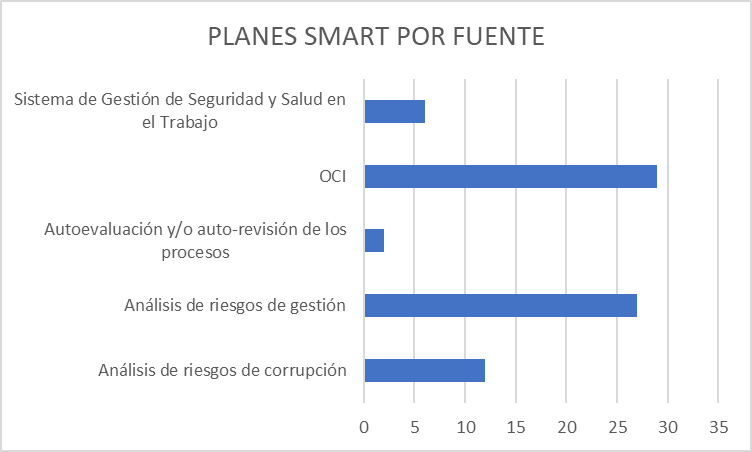 PLANES SMART POR FUENTE
Sistema de Gestión de Seguridad y Salud en
el Trabajo
OCI
Autoevaluación y/o auto-revisión de los
procesos
Análisis de riesgos de gestión
Análisis de riesgos de corrupción
0 5 10 15 20 25 30 35